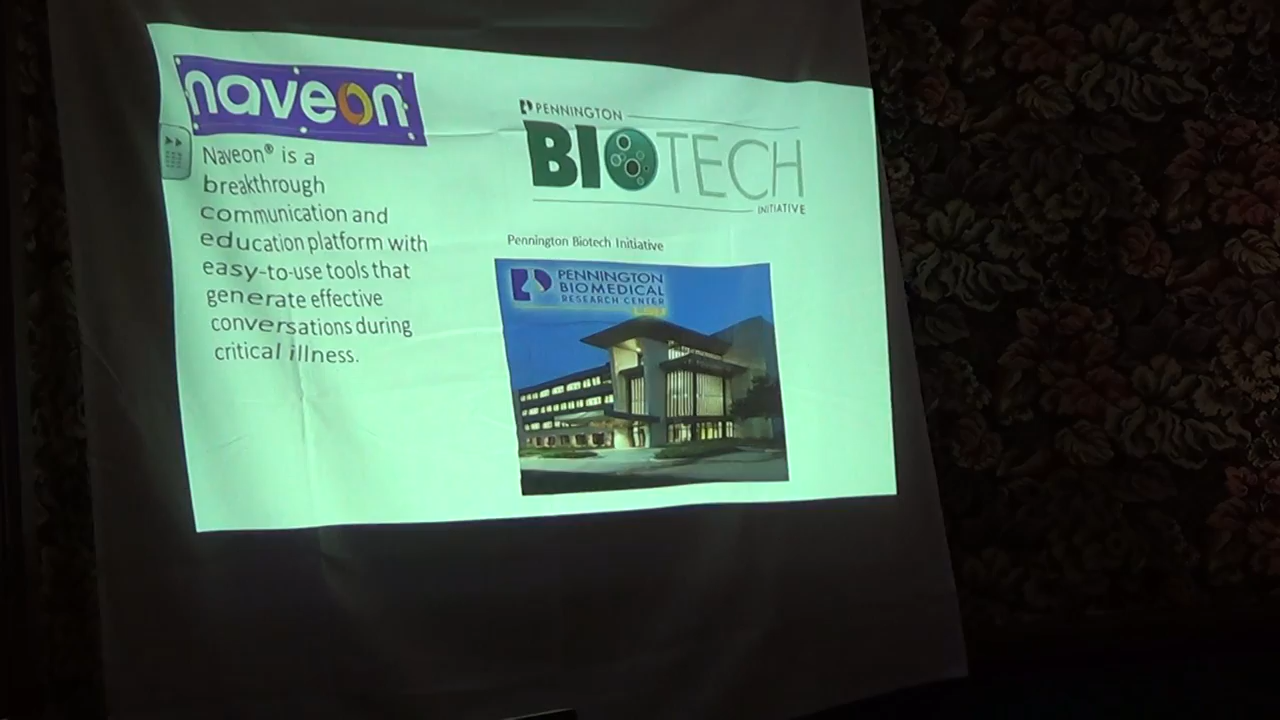 naveon
Naveon® is a
breakthrough
communication and
education platform with
easy-to-use tools that
generate effective
conversations during
critical illness.
PENNINGTON
BIOTECH
INITIATIVE
Pennington Biotech Initiative
PENNINGTON
BIOMEDICAL
RESEARCH CENTER
LSU